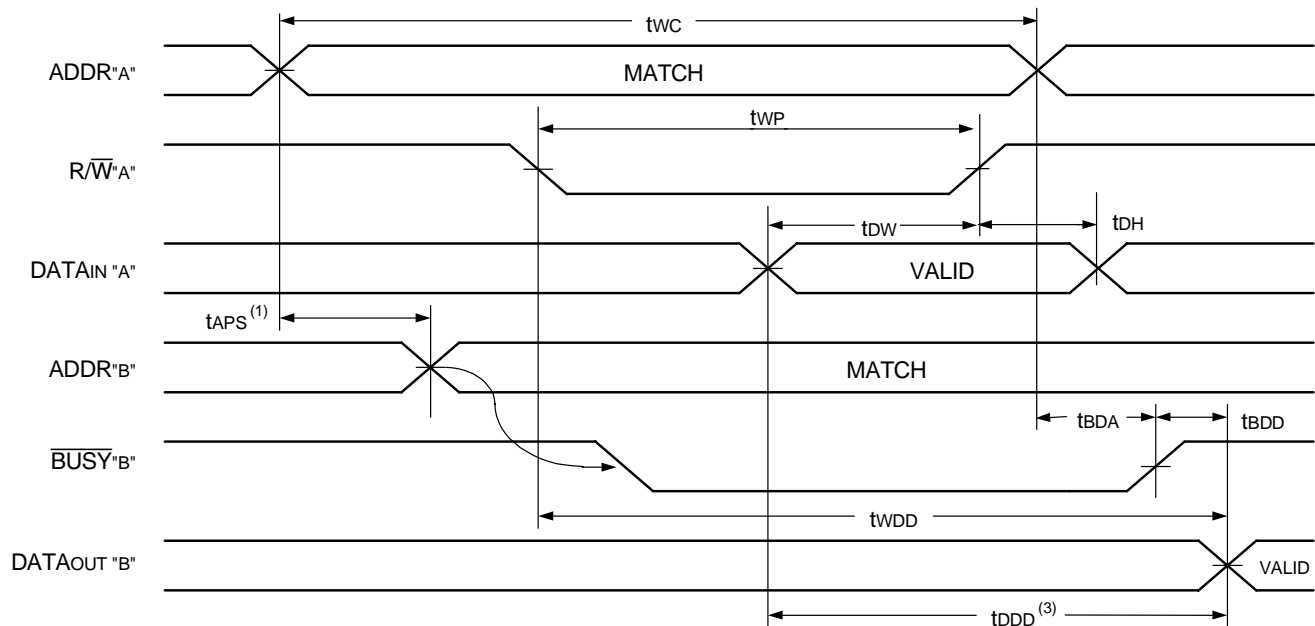 tWC
ADDR"A"
MATCH
tWP
R/W"A"
tDW
tDH
DATAIN "A"
VALID
tAPS (1)
ADDR"B"
MATCH
tBDA
tBDD
BUSY"B"
tWDD
DATAOUT "B"
VALID
tDDD (3)